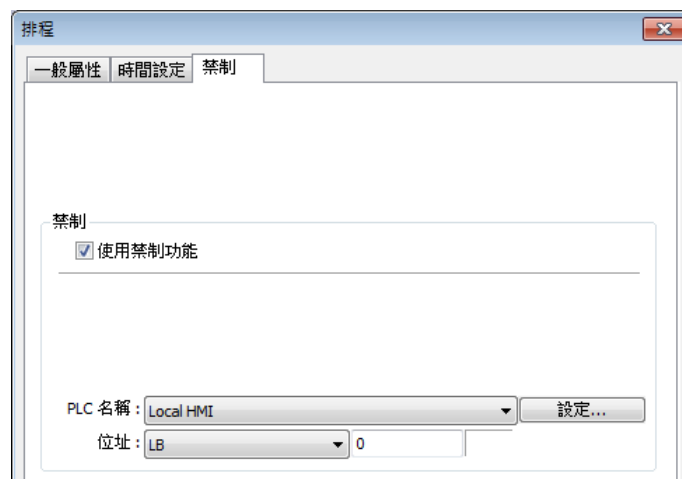 排程
一般屬性 時間設定 禁制
禁制
使用禁制功能
PLC 名稱 : Local HMI 設定...
位址 : LB 0